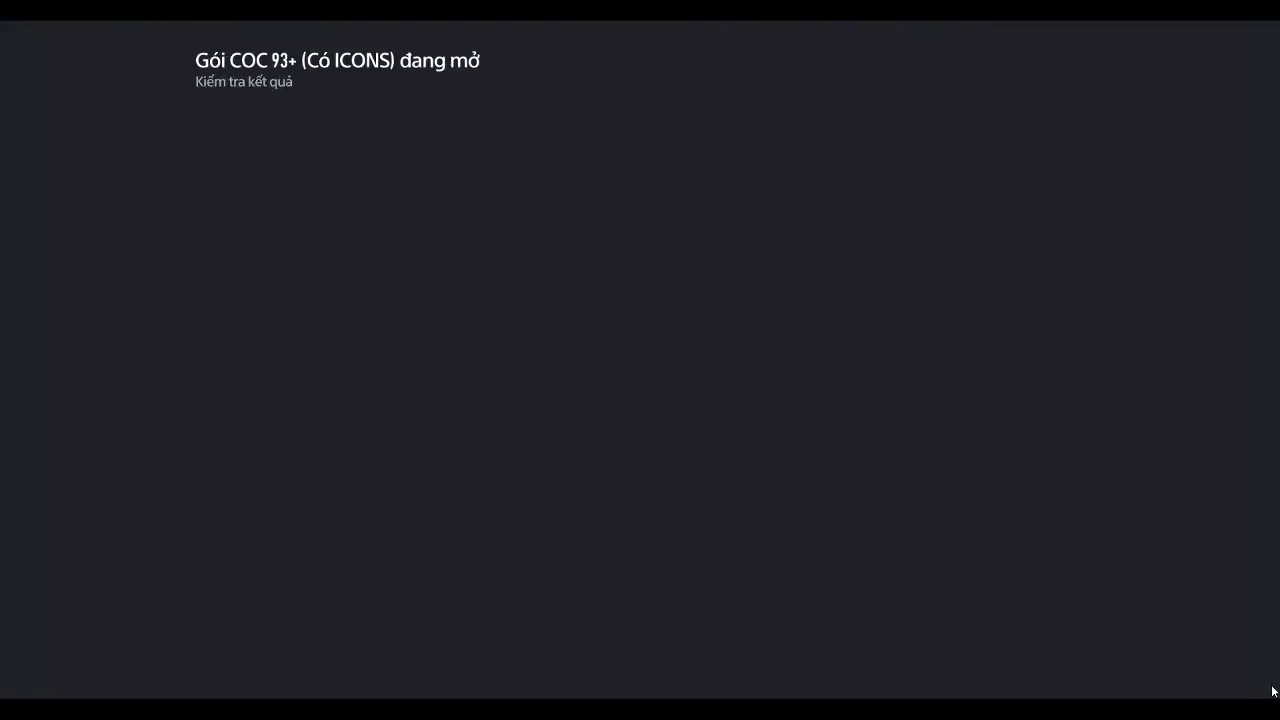 Gói COC 93+ (Có ICONS) đang mở
Kiểm tra kết quả